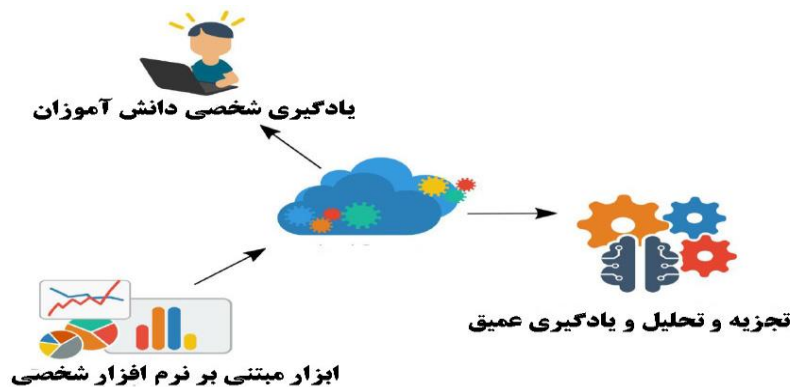 یادگیری شخصی دانش آموزان
تجزیه و تحلیل و یادگیری عمیق
ابزار مبتنی بر نرم افزار شخصی